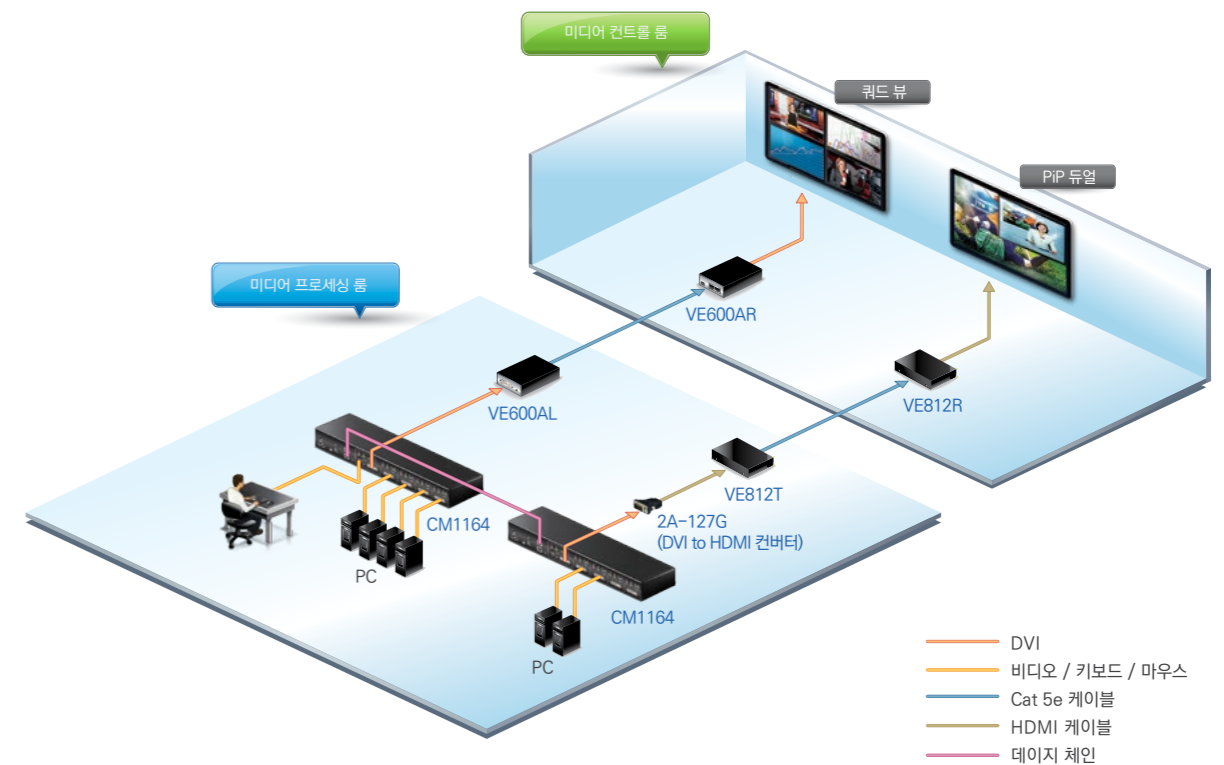 미디어 컨트롤 룸
쿼드 뷰
PiP 듀얼
미디어 프로세싱 룸
VE600AR
VE600AL
VE812R
VE812T
CM1164
2A-127G
(DVI to HDMI 컨버터)
PC
CM1164
PC
DVI
비디오 / 키보드 / 마우스
Cat 5e 케이블
HDMI 케이블
데이지 체인